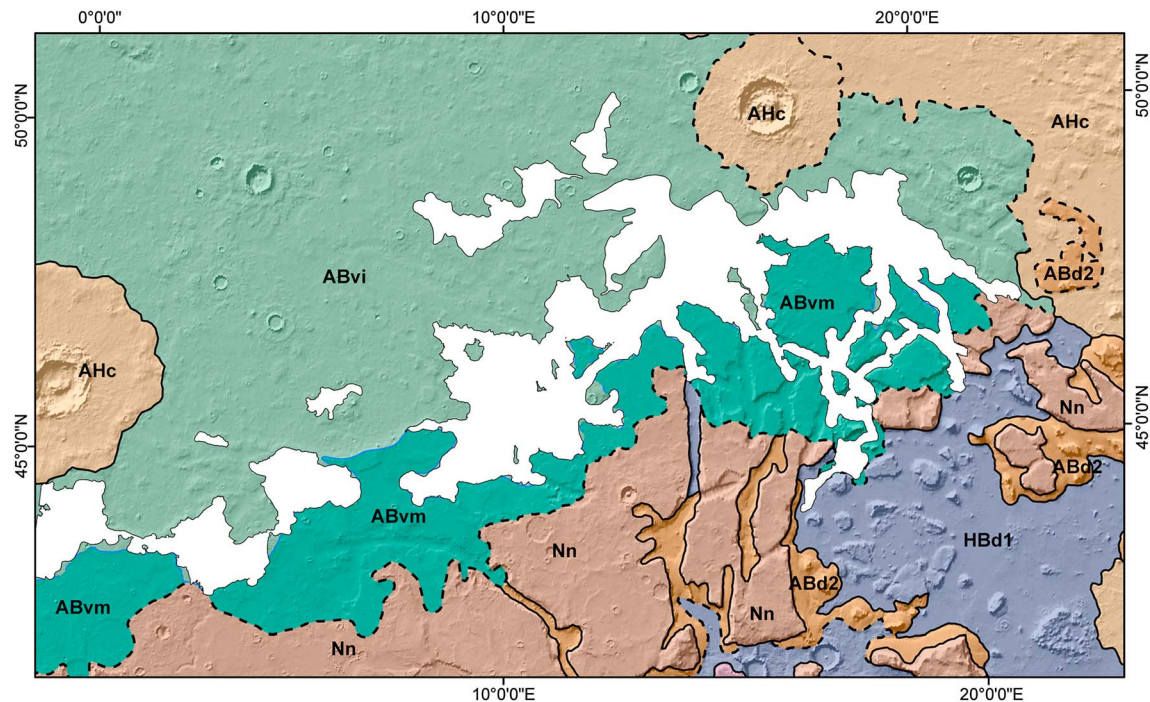 0°0'0" 10°0'0"E 20°0'0"E
50°0'0"N 50°0'0"N
AHc
AHc
ABvi
ABd2
ABvm
AHc
Nn
45°0'0"N 45°0'0"N
ABd2
ABvm
HBd1
Nn
ABd2
ABvm
Nn
Nn
10°0'0"E 20°0'0"E